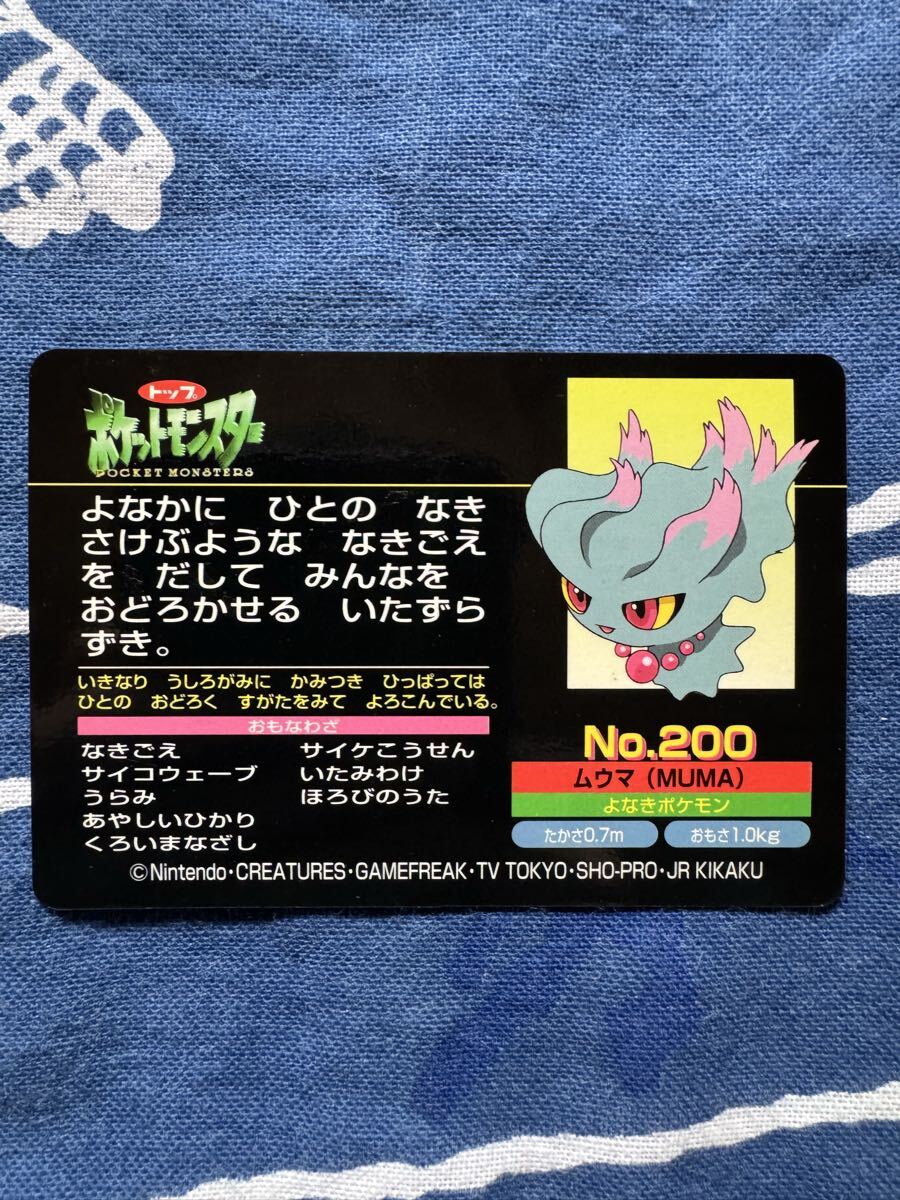 トップ
ポケットモンスター
POCKET MONSTERS
よなかに　ひとの　なき
さけぶような　なきごえ
を　だして　みんなを
おどろかせる　いたずら
ずき。
いきなり　うしろがみに　かみつき　ひっぱっては
ひとの　おどろく　すがたをみて　よろこんでいる。
おもなわざ
なきごえ　サイケこうせん
サイコウェーブ　いたみわけ
うらみ　ほろびのうた
あやしいひかり
くろいまなざし
No.200
ムウマ（MUMA）
よなきポケモン
たかさ0.7m　おもさ1.0kg
©Nintendo・CREATURES・GAMEFREAK・TV TOKYO・SHO-PRO・JR KIKAKU